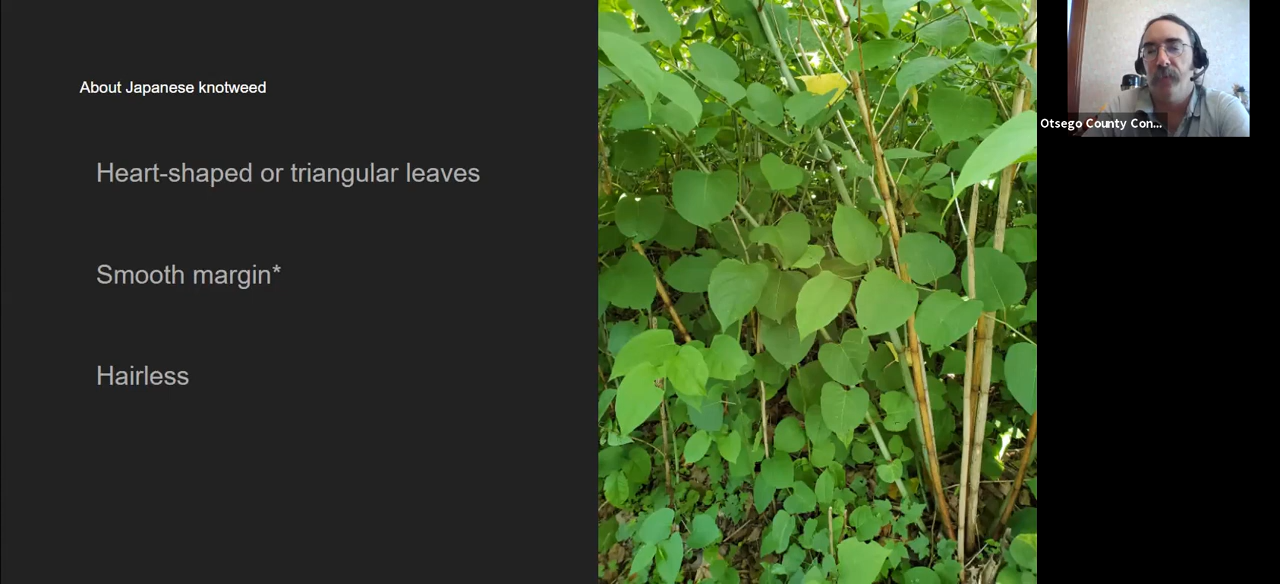 About Japanese knotweed
Heart-shaped or triangular leaves
Smooth margin*
Hairless
Otsego County Con...